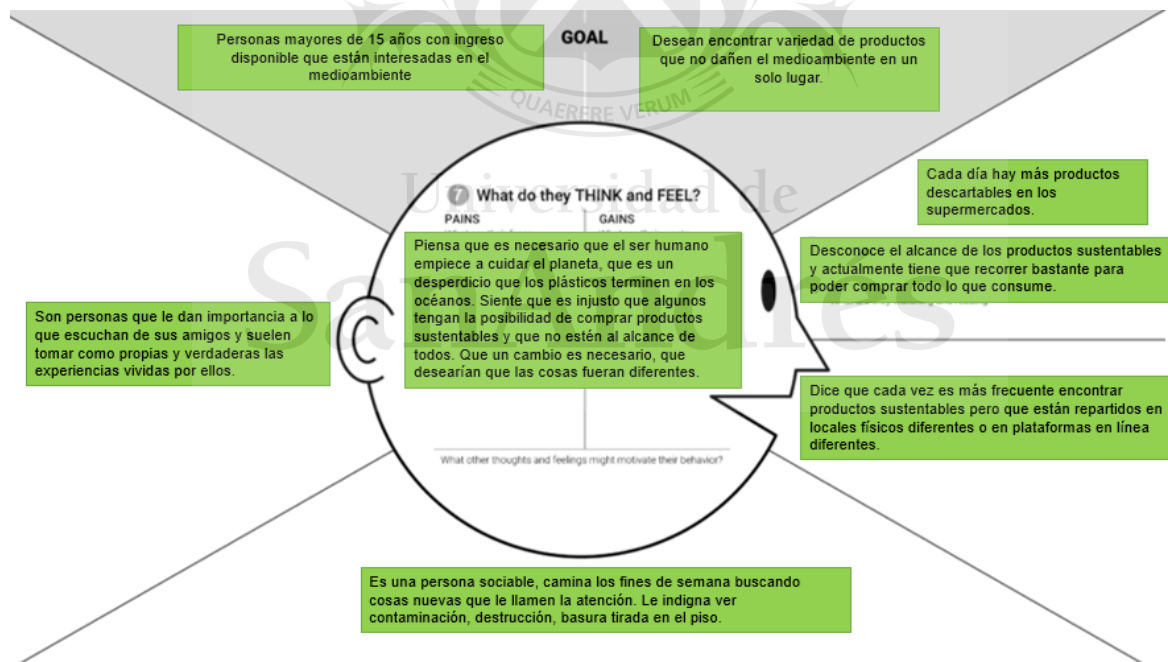 Personas mayores de 15 años con ingreso
disponible que están interesadas en el
medioambiente
GOAL
Desean encontrar variedad de productos
que no dañen el medioambiente en un
solo lugar.
QUAERERE VERUM
Universidad de
SanAndrés
7 What do they THINK and FEEL?
PAINS
GAINS
Piensa que es necesario que el ser humano
empiece a cuidar el planeta, que es un
desperdicio que los plásticos terminen en los
océanos. Siente que es injusto que algunos
tengan la posibilidad de comprar productos
sustentables y que no estén al alcance de
todos. Que un cambio es necesario, que
desearían que las cosas fueran diferentes.
What other thoughts and feelings might motivate their behavior?
Cada día hay más productos
descartables en los
supermercados.
Desconoce el alcance de los productos sustentables
y actualmente tiene que recorrer bastante para
poder comprar todo lo que consume.
Son personas que le dan importancia a lo
que escuchan de sus amigos y suelen
tomar como propias y verdaderas las
experiencias vividas por ellos.
Dice que cada vez es más frecuente encontrar
productos sustentables pero que están repartidos en
locales físicos diferentes o en plataformas en línea
diferentes.
Es una persona sociable, camina los fines de semana buscando
cosas nuevas que le llamen la atención. Le indigna ver
contaminación, destrucción, basura tirada en el piso.